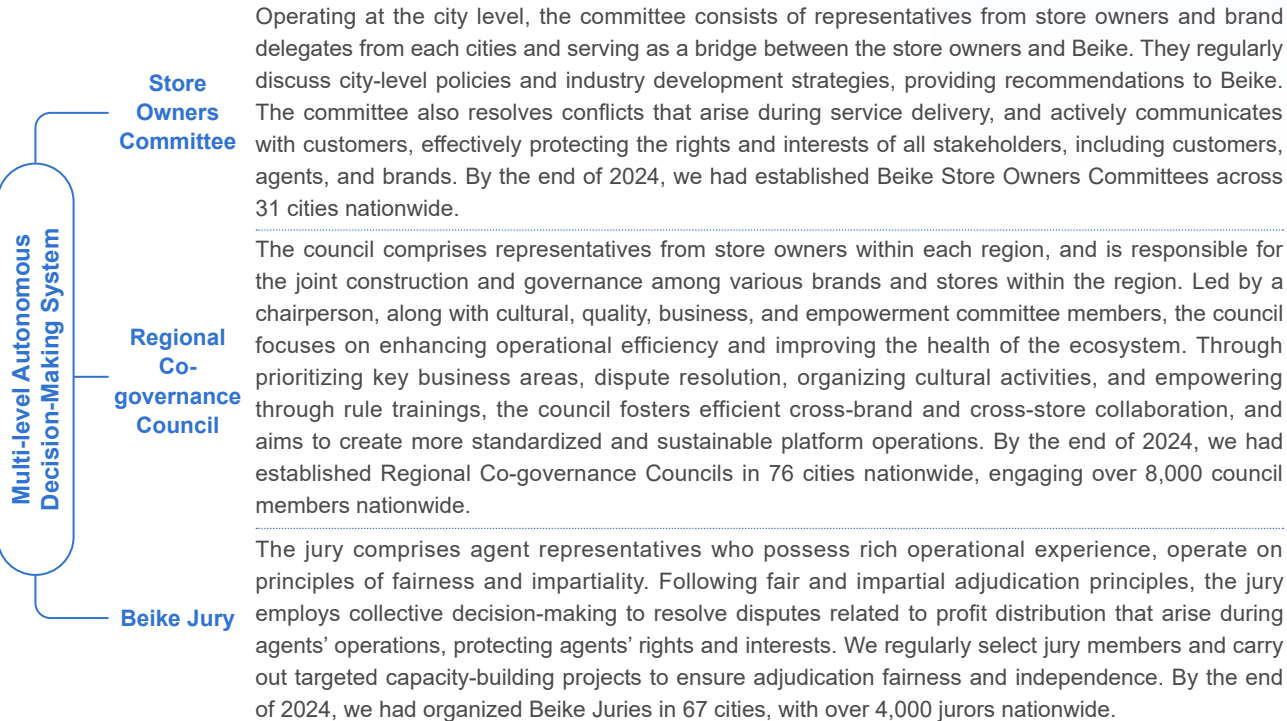 Multi-level Autonomous
Decision-Making System
Store
Owners
Committee
Operating at the city level, the committee consists of representatives from store owners and brand
delegates from each cities and serving as a bridge between the store owners and Beike. They regularly
discuss city-level policies and industry development strategies, providing recommendations to Beike.
The committee also resolves conflicts that arise during service delivery, and actively communicates
with customers, effectively protecting the rights and interests of all stakeholders, including customers,
agents, and brands. By the end of 2024, we had established Beike Store Owners Committees across
31 cities nationwide.
Regional
Co-
governance
Council
The council comprises representatives from store owners within each region, and is responsible for
the joint construction and governance among various brands and stores within the region. Led by a
chairperson, along with cultural, quality, business, and empowerment committee members, the council
focuses on enhancing operational efficiency and improving the health of the ecosystem. Through
prioritizing key business areas, dispute resolution, organizing cultural activities, and empowering
through rule trainings, the council fosters efficient cross-brand and cross-store collaboration, and
aims to create more standardized and sustainable platform operations. By the end of 2024, we had
established Regional Co-governance Councils in 76 cities nationwide, engaging over 8,000 council
members nationwide.
Beike Jury
The jury comprises agent representatives who possess rich operational experience, operate on
principles of fairness and impartiality. Following fair and impartial adjudication principles, the jury
employs collective decision-making to resolve disputes related to profit distribution that arise during
agents’ operations, protecting agents’ rights and interests. We regularly select jury members and carry
out targeted capacity-building projects to ensure adjudication fairness and independence. By the end
of 2024, we had organized Beike Juries in 67 cities, with over 4,000 jurors nationwide.